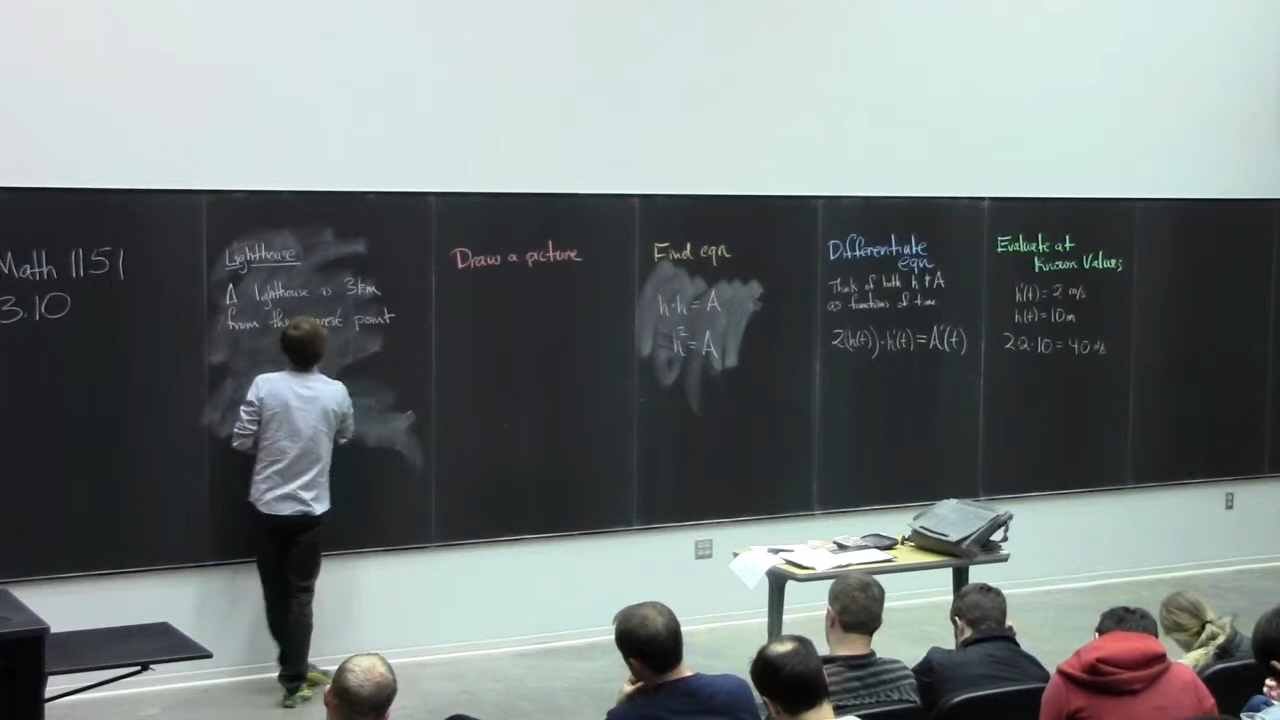 Math 1151
3.10
Lighthouse
A lighthouse is 3km
from the nearest point
Draw a picture
Find eqn
h·h = A
h² = A
Differentiate
eqn
Think of both h & A
as functions of time
2(h(t))·h'(t) = A'(t)
Evaluate at
Known Values
h'(t) = 2 m/s
h(t) = 10m
2·2·10 = 40